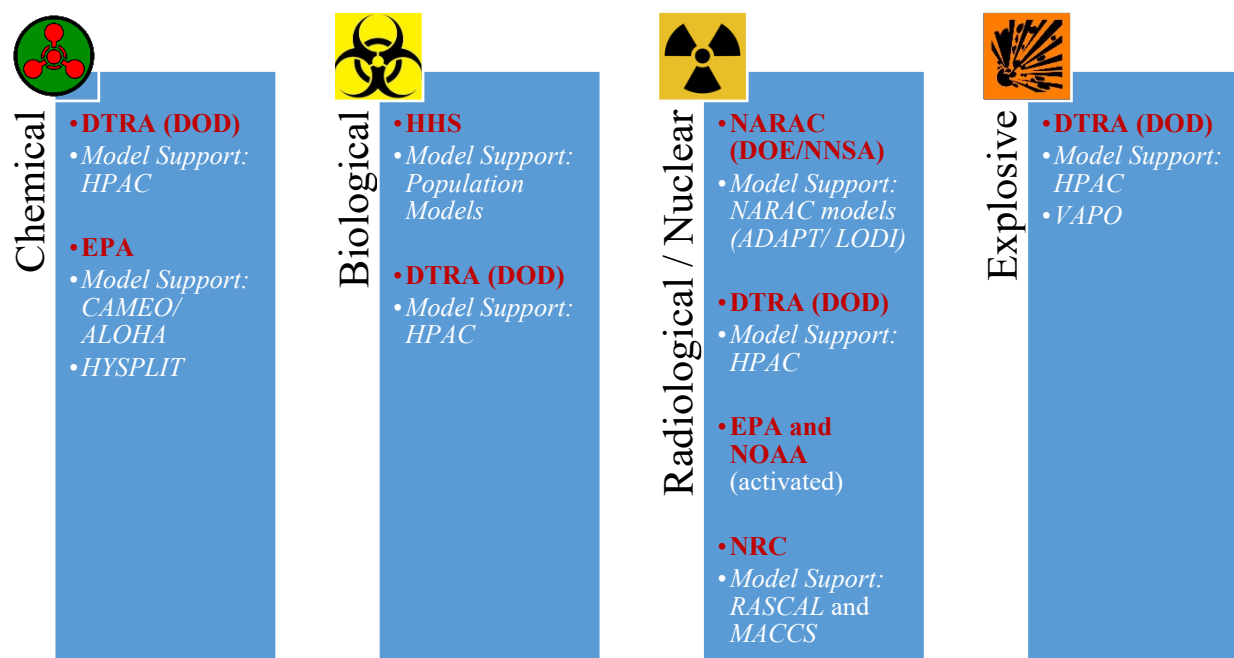 Chemical
• DTRA (DOD)
• Model Support:
HPAC
• EPA
• Model Support:
CAMEO/
ALOHA
• HYSPLIT
Biological
• HHS
• Model Support:
Population
Models
• DTRA (DOD)
• Model Support:
HPAC
Radiological / Nuclear
• NARAC
(DOE/NNSA)
• Model Support:
NARAC models
(ADAPT/ LODI)
• DTRA (DOD)
• Model Support:
HPAC
• EPA and
NOAA
(activated)
• NRC
• Model Suport:
RASCAL and
MACCS
Explosive
• DTRA (DOD)
• Model Support:
HPAC
• VAPO